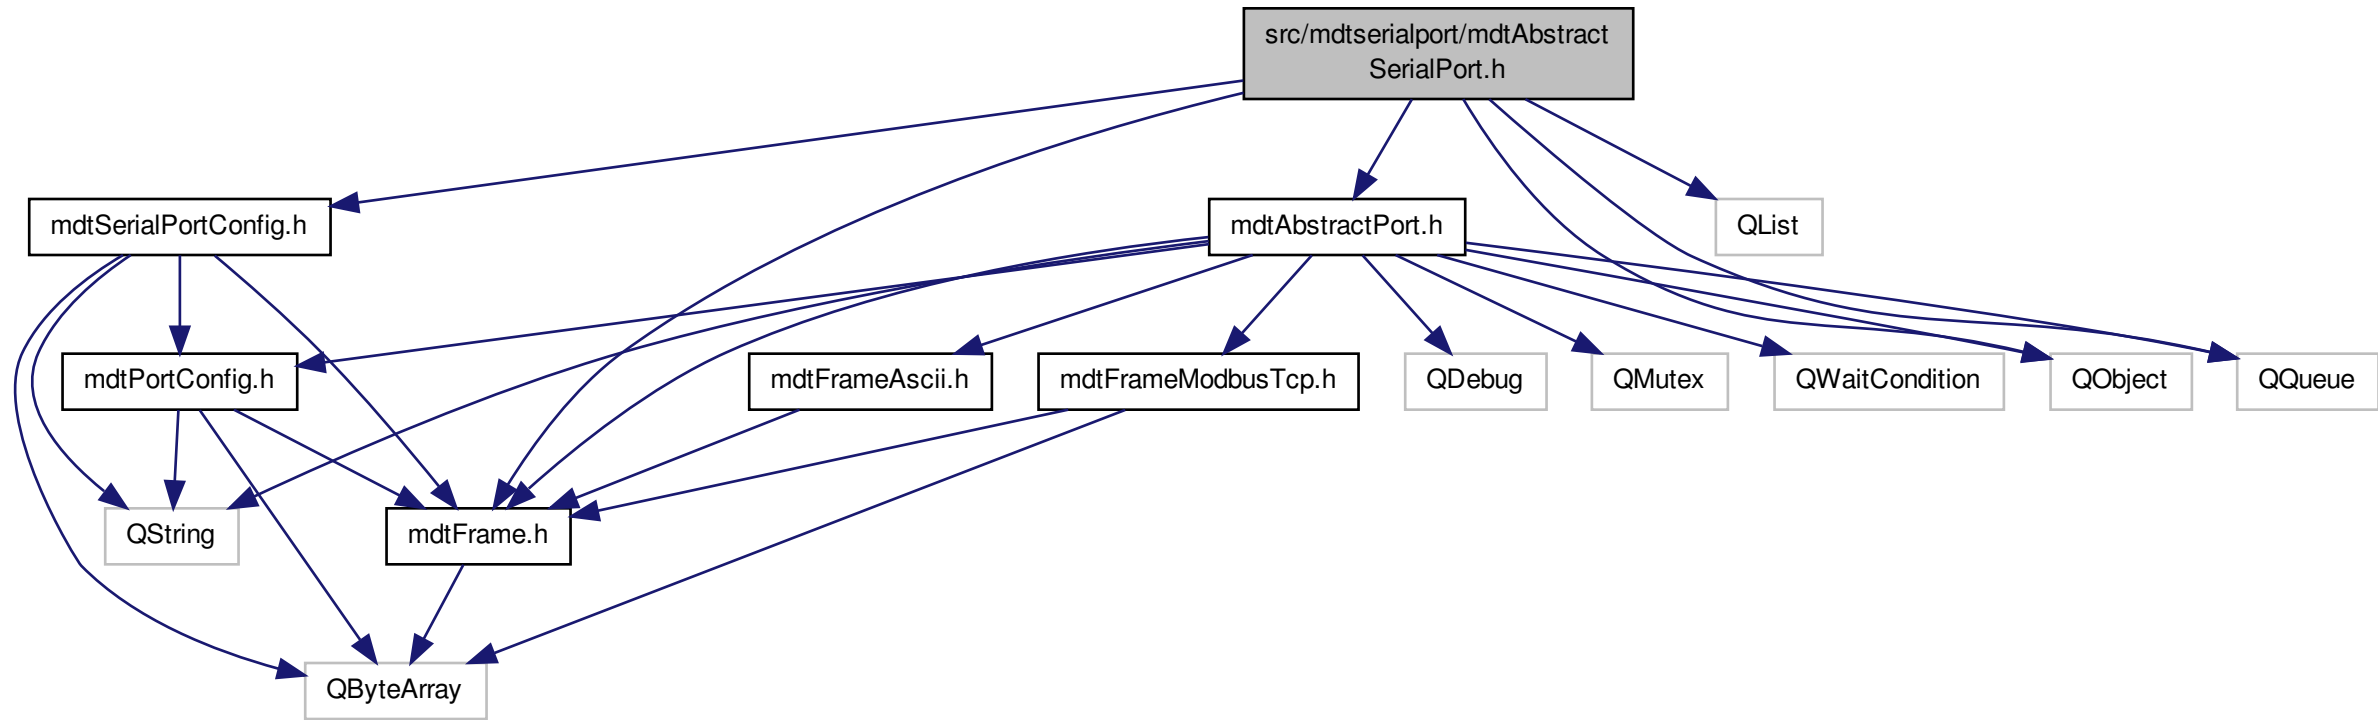 src/mdtserialport/mdtAbstract
SerialPort.h
mdtSerialPortConfig.h
mdtAbstractPort.h
QList
mdtPortConfig.h
mdtFrameAscii.h
mdtFrameModbusTcp.h
QDebug
QMutex
QWaitCondition
QObject
QQueue
QString
mdtFrame.h
QByteArray